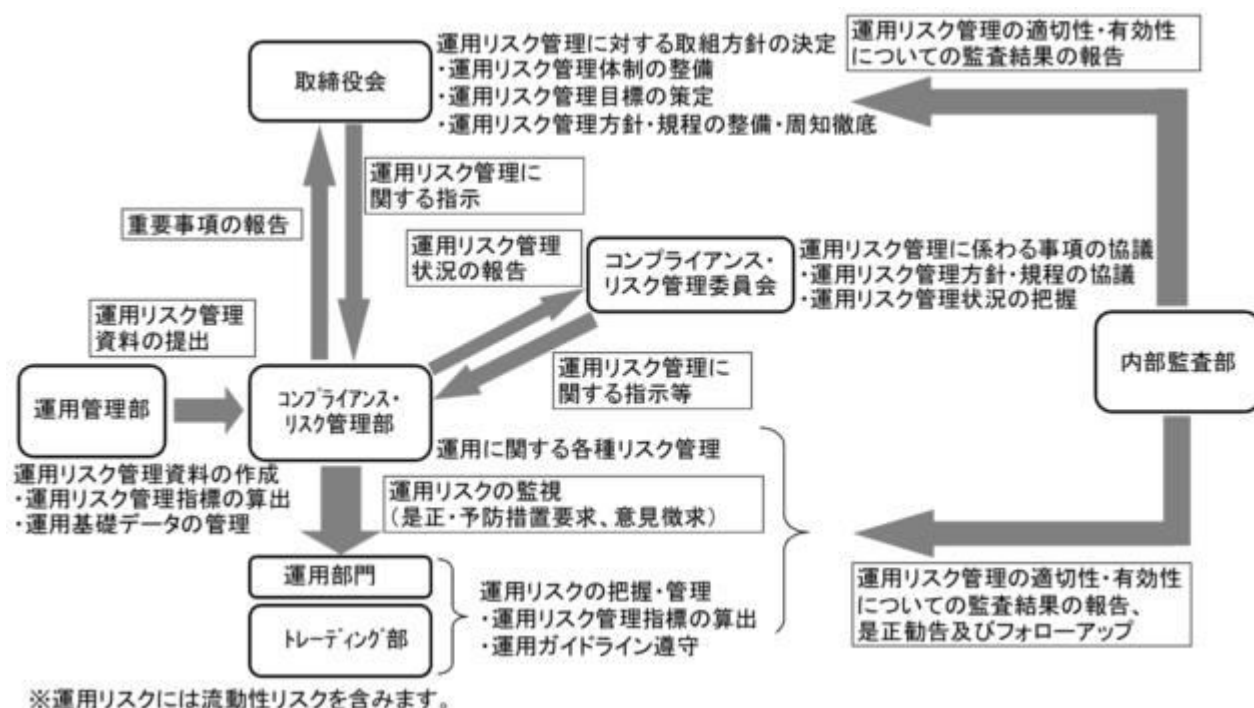 取締役会
運用リスク管理に対する取組方針の決定
・運用リスク管理体制の整備
・運用リスク管理目標の策定
・運用リスク管理方針・規程の整備・周知徹底
運用リスク管理の適切性・有効性
についての監査結果の報告
運用リスク管理に
関する指示
重要事項の報告
運用リスク管理
状況の報告
コンプライアンス・
リスク管理委員会
運用リスク管理に係わる事項の協議
・運用リスク管理方針・規程の協議
・運用リスク管理状況の把握
運用リスク管理
資料の提出
運用リスク管理に
関する指示等
内部監査部
運用管理部
コンプライアンス・
リスク管理部
運用に関する各種リスク管理
運用リスク管理資料の作成
・運用リスク管理指標の算出
・運用基礎データの管理
運用リスクの監視
(是正・予防措置要求、意見徴求)
運用部門
トレーディング部
運用リスクの把握・管理
・運用リスク管理指標の算出
・運用ガイドライン遵守
運用リスク管理の適切性・有効性
についての監査結果の報告、
是正勧告及びフォローアップ
※運用リスクには流動性リスクを含みます。